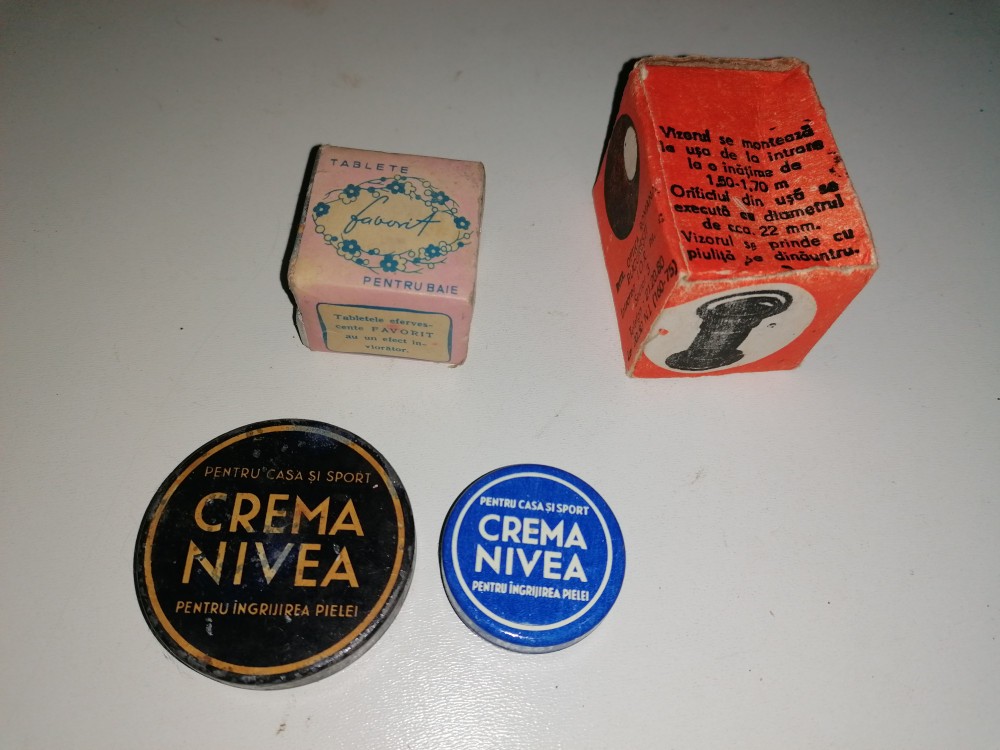 TABLETE
favorit
PENTRU BAIE
Tabletele eferves-
cente FAVORIT
au un efect în-
viorător.
Vizorul se montează
la ușa de la intrare
la o înălțime de
1,50-1,70 m
Orificiul din ușă se
execută cu diametrul
de cca. 22 mm.
Vizorul se prinde cu
piuliță pe dinăuntru.
PENTRU CASA ȘI SPORT
CREMA
NIVEA
PENTRU ÎNGRIJIREA PIELEI
PENTRU CASA ȘI SPORT
CREMA
NIVEA
PENTRU ÎNGRIJIREA PIELEI